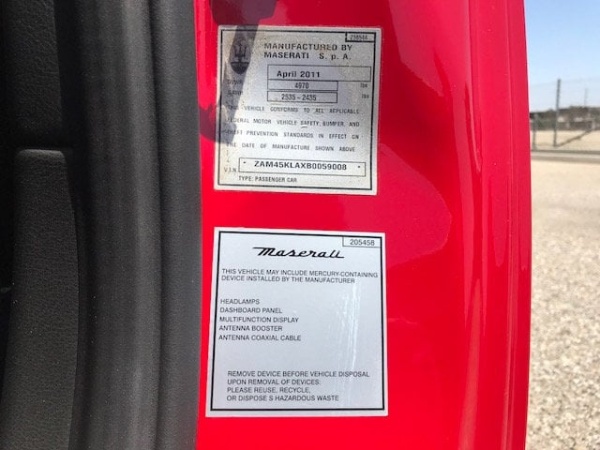 MANUFACTURED BY
MASERATI S. p. A.
April 2011
4970
2535 - 2435
THIS VEHICLE CONFORMS TO ALL APPLICABLE
FEDERAL MOTOR VEHICLE SAFETY BUMPER, AND
THEFT PREVENTION STANDARDS IN EFFECT ON
THE DATE OF MANUFACTURE SHOWN ABOVE
V.I.N. * ZAM45KLAXB0059008 *
TYPE: PASSENGER CAR
205458
Maserati
THIS VEHICLE MAY INCLUDE MERCURY-CONTAINING
DEVICE INSTALLED BY THE MANUFACTURER
HEADLAMPS
DASHBOARD PANEL
MULTIFUNCTION DISPLAY
ANTENNA BOOSTER
ANTENNA COAXIAL CABLE
REMOVE DEVICE BEFORE VEHICLE DISPOSAL
UPON REMOVAL OF DEVICES:
PLEASE REUSE, RECYCLE,
OR DISPOSE S HAZARDOUS WASTE